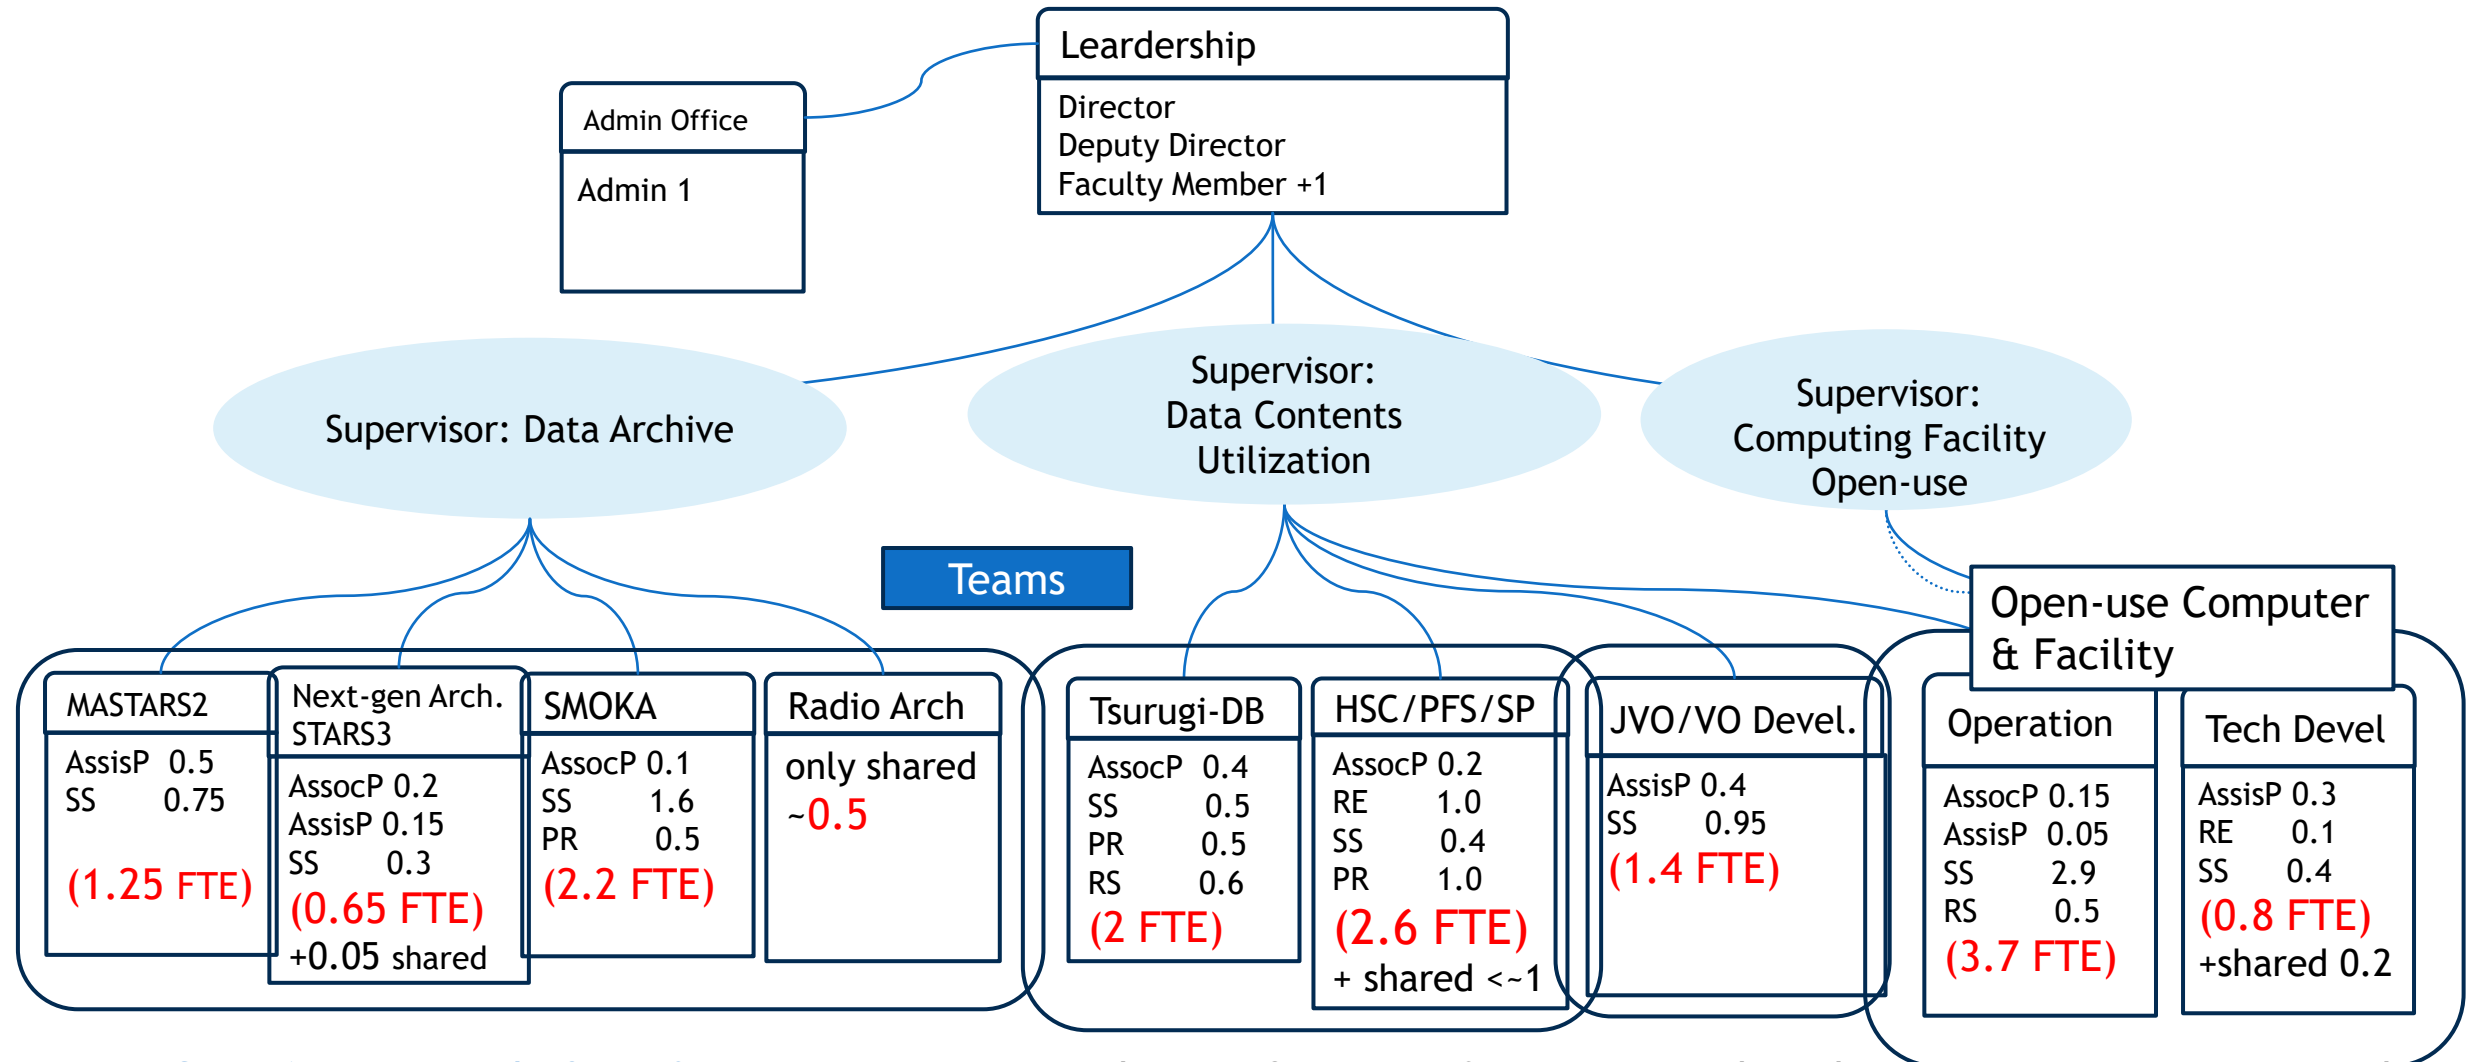 Leardership
Director
Deputy Director
Faculty Member +1
Admin Office
Admin 1
Supervisor: Data Archive
Supervisor:
Data Contents
Utilization
Supervisor:
Computing Facility
Open-use
Teams
Open-use Computer
& Facility
MASTARS2
AssisP 0.5
SS 0.75
(1.25 FTE)
Next-gen Arch.
STARS3
AssocP 0.2
AssisP 0.15
SS 0.3
(0.65 FTE)
+0.05 shared
SMOKA
AssocP 0.1
SS 1.6
PR 0.5
(2.2 FTE)
Radio Arch
only shared
~0.5
Tsurugi-DB
AssocP 0.4
SS 0.5
PR 0.5
RS 0.6
(2 FTE)
HSC/PFS/SP
AssocP 0.2
RE 1.0
SS 0.4
PR 1.0
(2.6 FTE)
+ shared <~1
JVO/VO Devel.
AssisP 0.4
SS 0.95
(1.4 FTE)
Operation
AssocP 0.15
AssisP 0.05
SS 2.9
RS 0.5
(3.7 FTE)
Tech Devel
AssisP 0.3
RE 0.1
SS 0.4
(0.8 FTE)
+shared 0.2